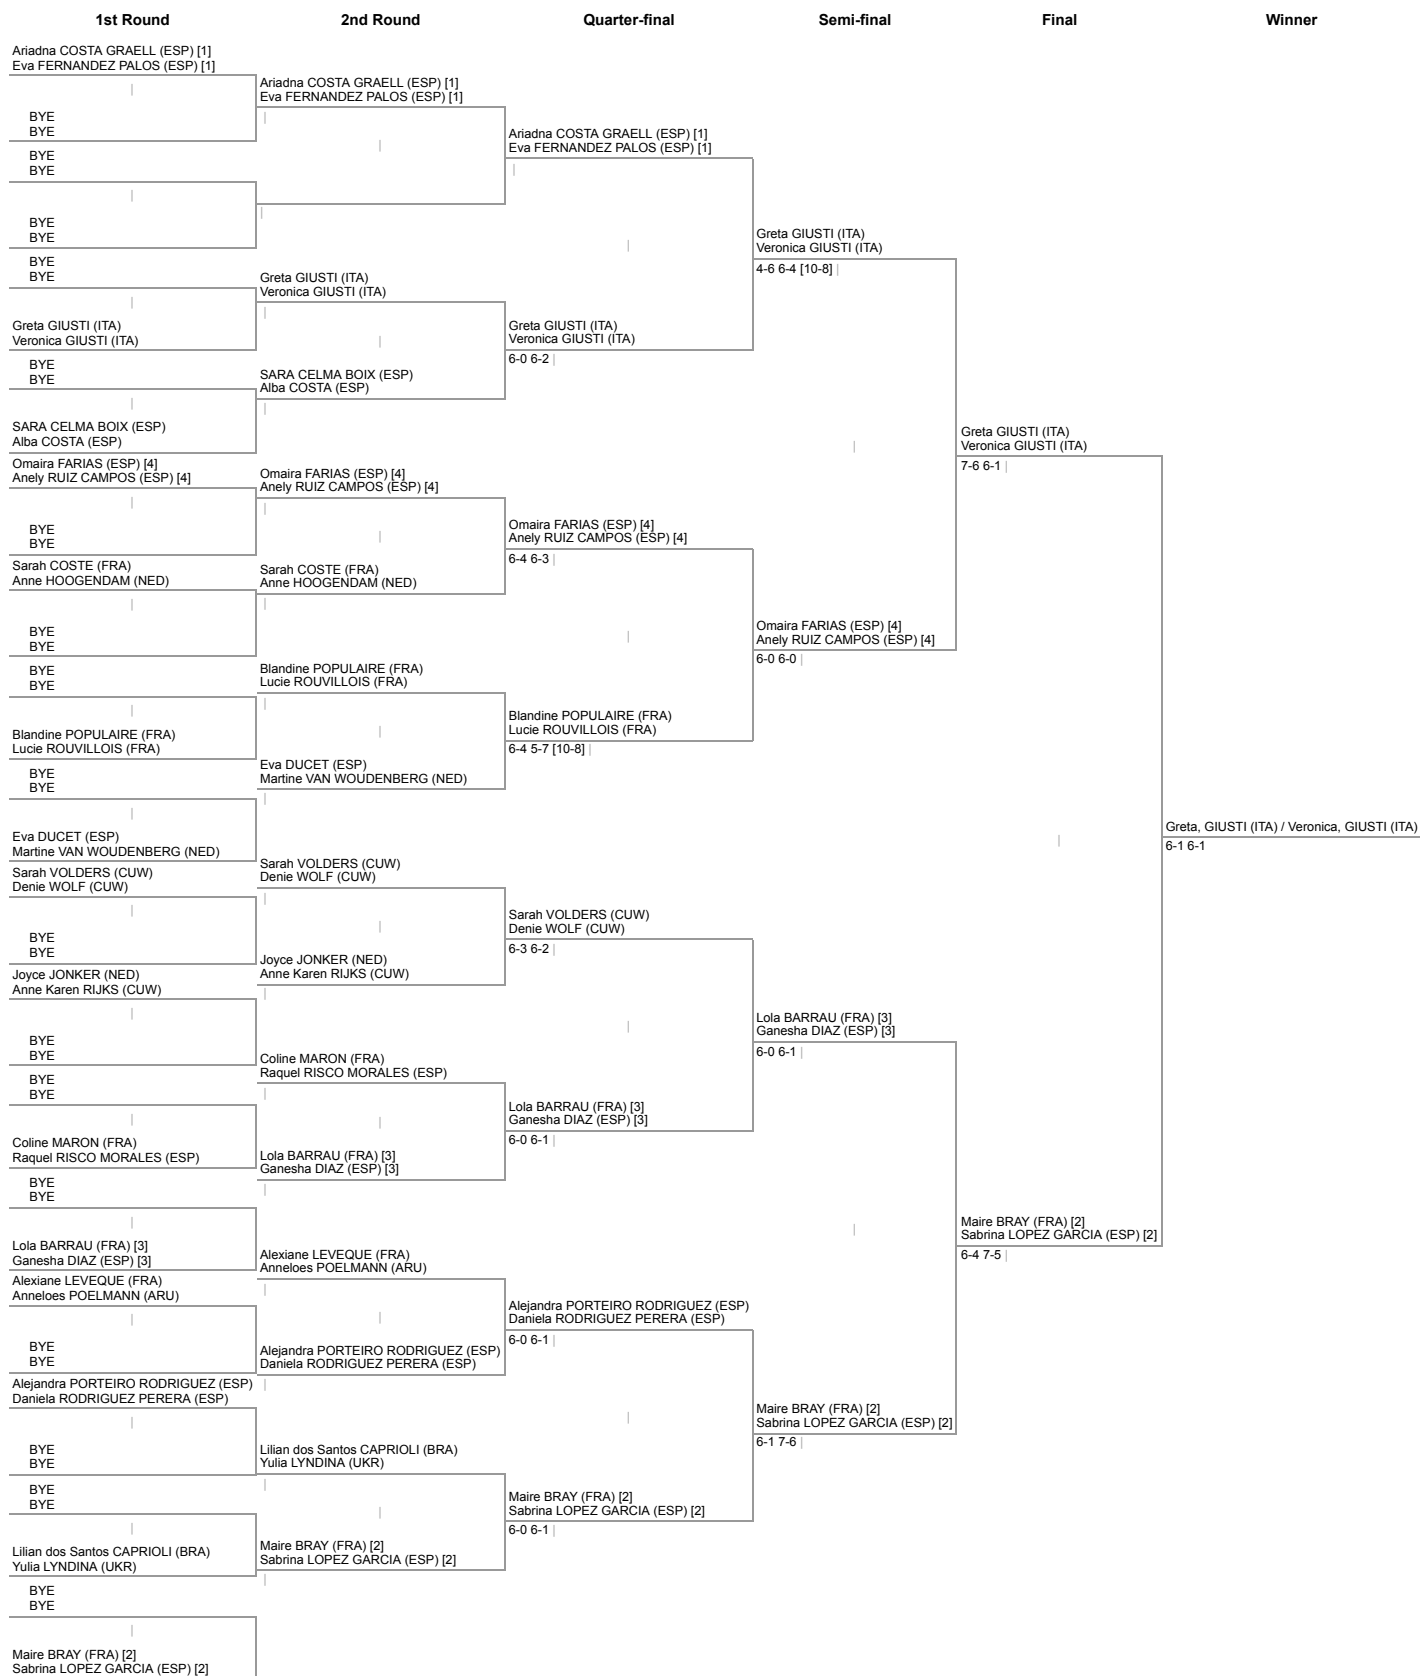 1st Round
2nd Round
Quarter-final
Semi-final
Final
Winner
Ariadna COSTA GRAELL (ESP) [1]
Eva FERNANDEZ PALOS (ESP) [1]
BYE
BYE
BYE
BYE
BYE
BYE
BYE
BYE
Greta GIUSTI (ITA)
Veronica GIUSTI (ITA)
BYE
BYE
SARA CELMA BOIX (ESP)
Alba COSTA (ESP)
Omaira FARIAS (ESP) [4]
Anely RUIZ CAMPOS (ESP) [4]
BYE
BYE
Sarah COSTE (FRA)
Anne HOOGENDAM (NED)
BYE
BYE
BYE
BYE
Blandine POPULAIRE (FRA)
Lucie ROUVILLOIS (FRA)
BYE
BYE
Eva DUCET (ESP)
Martine VAN WOUDENBERG (NED)
Sarah VOLDERS (CUW)
Denie WOLF (CUW)
BYE
BYE
Joyce JONKER (NED)
Anne Karen RIJKS (CUW)
BYE
BYE
BYE
BYE
Coline MARON (FRA)
Raquel RISCO MORALES (ESP)
BYE
BYE
Lola BARRAU (FRA) [3]
Ganesha DIAZ (ESP) [3]
Alexiane LEVEQUE (FRA)
Anneloes POELMANN (ARU)
BYE
BYE
Alejandra PORTEIRO RODRIGUEZ (ESP)
Daniela RODRIGUEZ PERERA (ESP)
BYE
BYE
BYE
BYE
Lilian dos Santos CAPRIOLI (BRA)
Yulia LYNDINA (UKR)
BYE
BYE
Maire BRAY (FRA) [2]
Sabrina LOPEZ GARCIA (ESP) [2]
Ariadna COSTA GRAELL (ESP) [1]
Eva FERNANDEZ PALOS (ESP) [1]
Greta GIUSTI (ITA)
Veronica GIUSTI (ITA)
SARA CELMA BOIX (ESP)
Alba COSTA (ESP)
Omaira FARIAS (ESP) [4]
Anely RUIZ CAMPOS (ESP) [4]
Sarah COSTE (FRA)
Anne HOOGENDAM (NED)
Blandine POPULAIRE (FRA)
Lucie ROUVILLOIS (FRA)
Eva DUCET (ESP)
Martine VAN WOUDENBERG (NED)
Sarah VOLDERS (CUW)
Denie WOLF (CUW)
Joyce JONKER (NED)
Anne Karen RIJKS (CUW)
Coline MARON (FRA)
Raquel RISCO MORALES (ESP)
Lola BARRAU (FRA) [3]
Ganesha DIAZ (ESP) [3]
Alexiane LEVEQUE (FRA)
Anneloes POELMANN (ARU)
Alejandra PORTEIRO RODRIGUEZ (ESP)
Daniela RODRIGUEZ PERERA (ESP)
Lilian dos Santos CAPRIOLI (BRA)
Yulia LYNDINA (UKR)
Maire BRAY (FRA) [2]
Sabrina LOPEZ GARCIA (ESP) [2]
Ariadna COSTA GRAELL (ESP) [1]
Eva FERNANDEZ PALOS (ESP) [1]
Greta GIUSTI (ITA)
Veronica GIUSTI (ITA)
6-0 6-2
Omaira FARIAS (ESP) [4]
Anely RUIZ CAMPOS (ESP) [4]
6-4 6-3
Blandine POPULAIRE (FRA)
Lucie ROUVILLOIS (FRA)
6-4 5-7 [10-8]
Sarah VOLDERS (CUW)
Denie WOLF (CUW)
6-3 6-2
Lola BARRAU (FRA) [3]
Ganesha DIAZ (ESP) [3]
6-0 6-1
Alejandra PORTEIRO RODRIGUEZ (ESP)
Daniela RODRIGUEZ PERERA (ESP)
6-0 6-1
Maire BRAY (FRA) [2]
Sabrina LOPEZ GARCIA (ESP) [2]
6-0 6-1
Greta GIUSTI (ITA)
Veronica GIUSTI (ITA)
4-6 6-4 [10-8]
Omaira FARIAS (ESP) [4]
Anely RUIZ CAMPOS (ESP) [4]
6-0 6-0
Lola BARRAU (FRA) [3]
Ganesha DIAZ (ESP) [3]
6-0 6-1
Maire BRAY (FRA) [2]
Sabrina LOPEZ GARCIA (ESP) [2]
6-1 7-6
Greta GIUSTI (ITA)
Veronica GIUSTI (ITA)
7-6 6-1
Maire BRAY (FRA) [2]
Sabrina LOPEZ GARCIA (ESP) [2]
6-4 7-5
Greta, GIUSTI (ITA) / Veronica, GIUSTI (ITA)
6-1 6-1